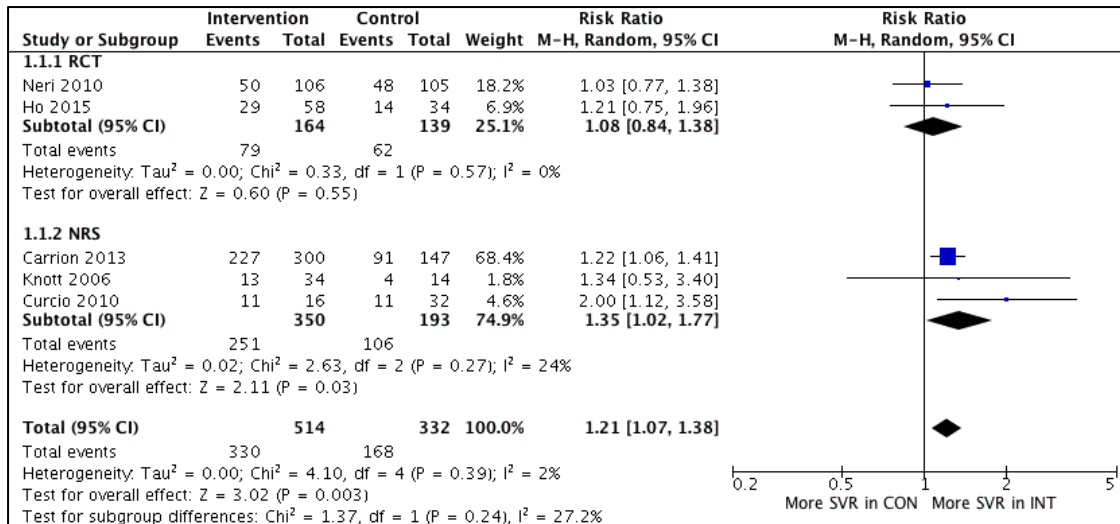 Intervention Control Risk Ratio Risk Ratio
Study or Subgroup Events Total Events Total Weight M-H, Random, 95% CI M-H, Random, 95% CI
1.1.1 RCT
Neri 2010 50 106 48 105 18.2% 1.03 [0.77, 1.38]
Ho 2015 29 58 14 34 6.9% 1.21 [0.75, 1.96]
Subtotal (95% CI) 164 139 25.1% 1.08 [0.84, 1.38]
Total events 79 62
Heterogeneity: Tau² = 0.00; Chi² = 0.33, df = 1 (P = 0.57); I² = 0%
Test for overall effect: Z = 0.60 (P = 0.55)
1.1.2 NRS
Carrion 2013 227 300 91 147 68.4% 1.22 [1.06, 1.41]
Knott 2006 13 34 4 14 1.8% 1.34 [0.53, 3.40]
Curcio 2010 11 16 11 32 4.6% 2.00 [1.12, 3.58]
Subtotal (95% CI) 350 193 74.9% 1.35 [1.02, 1.77]
Total events 251 106
Heterogeneity: Tau² = 0.02; Chi² = 2.63, df = 2 (P = 0.27); I² = 24%
Test for overall effect: Z = 2.11 (P = 0.03)
Total (95% CI) 514 332 100.0% 1.21 [1.07, 1.38]
Total events 330 168
Heterogeneity: Tau² = 0.00; Chi² = 4.10, df = 4 (P = 0.39); I² = 2%
Test for overall effect: Z = 3.02 (P = 0.003)
Test for subgroup differences: Chi² = 1.37, df = 1 (P = 0.24), I² = 27.2%
0.2 0.5 1 2 5
More SVR in CON More SVR in INT